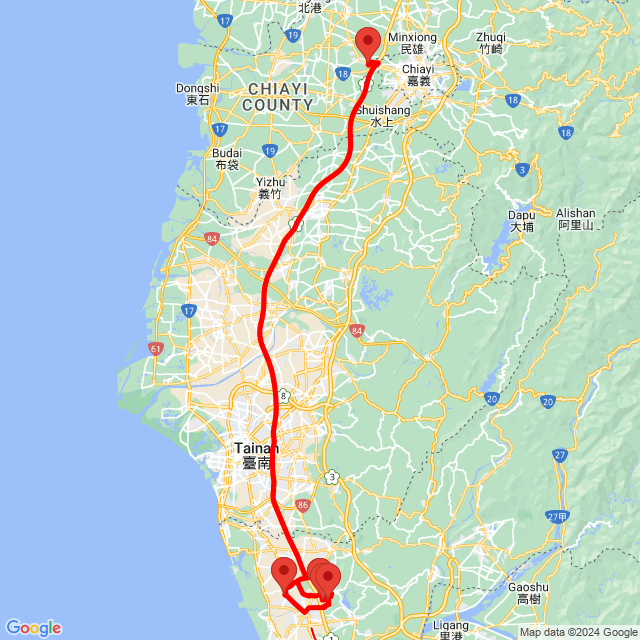 北港
Minxiong
民雄
Zhuqi
竹崎
18
Chiayi
嘉義
Dongshi
東石
CHIAYI
COUNTY
18
Shuishang
水上
17
18
Budai
布袋
19
3
Yizhu
義竹
Dapu
大埔
Alishan
阿里山
84
17
84
61
8
20
20
Tainan
臺南
27
3
86
27甲
Gaoshu
高樹
Ligang
里港
1
Google
Map data ©2024 Google